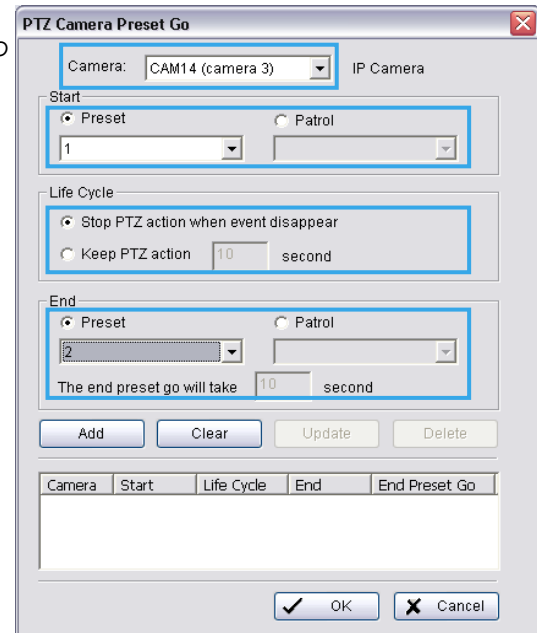 PTZ Camera Preset Go
Camera: CAM14 (camera 3) IP Camera
Start
Preset Patrol
1
Life Cycle
Stop PTZ action when event disappear
Keep PTZ action 10 second
End
Preset Patrol
2
The end preset go will take 10 second
Add Clear Update Delete
Camera Start Life Cycle End End Preset Go
OK Cancel